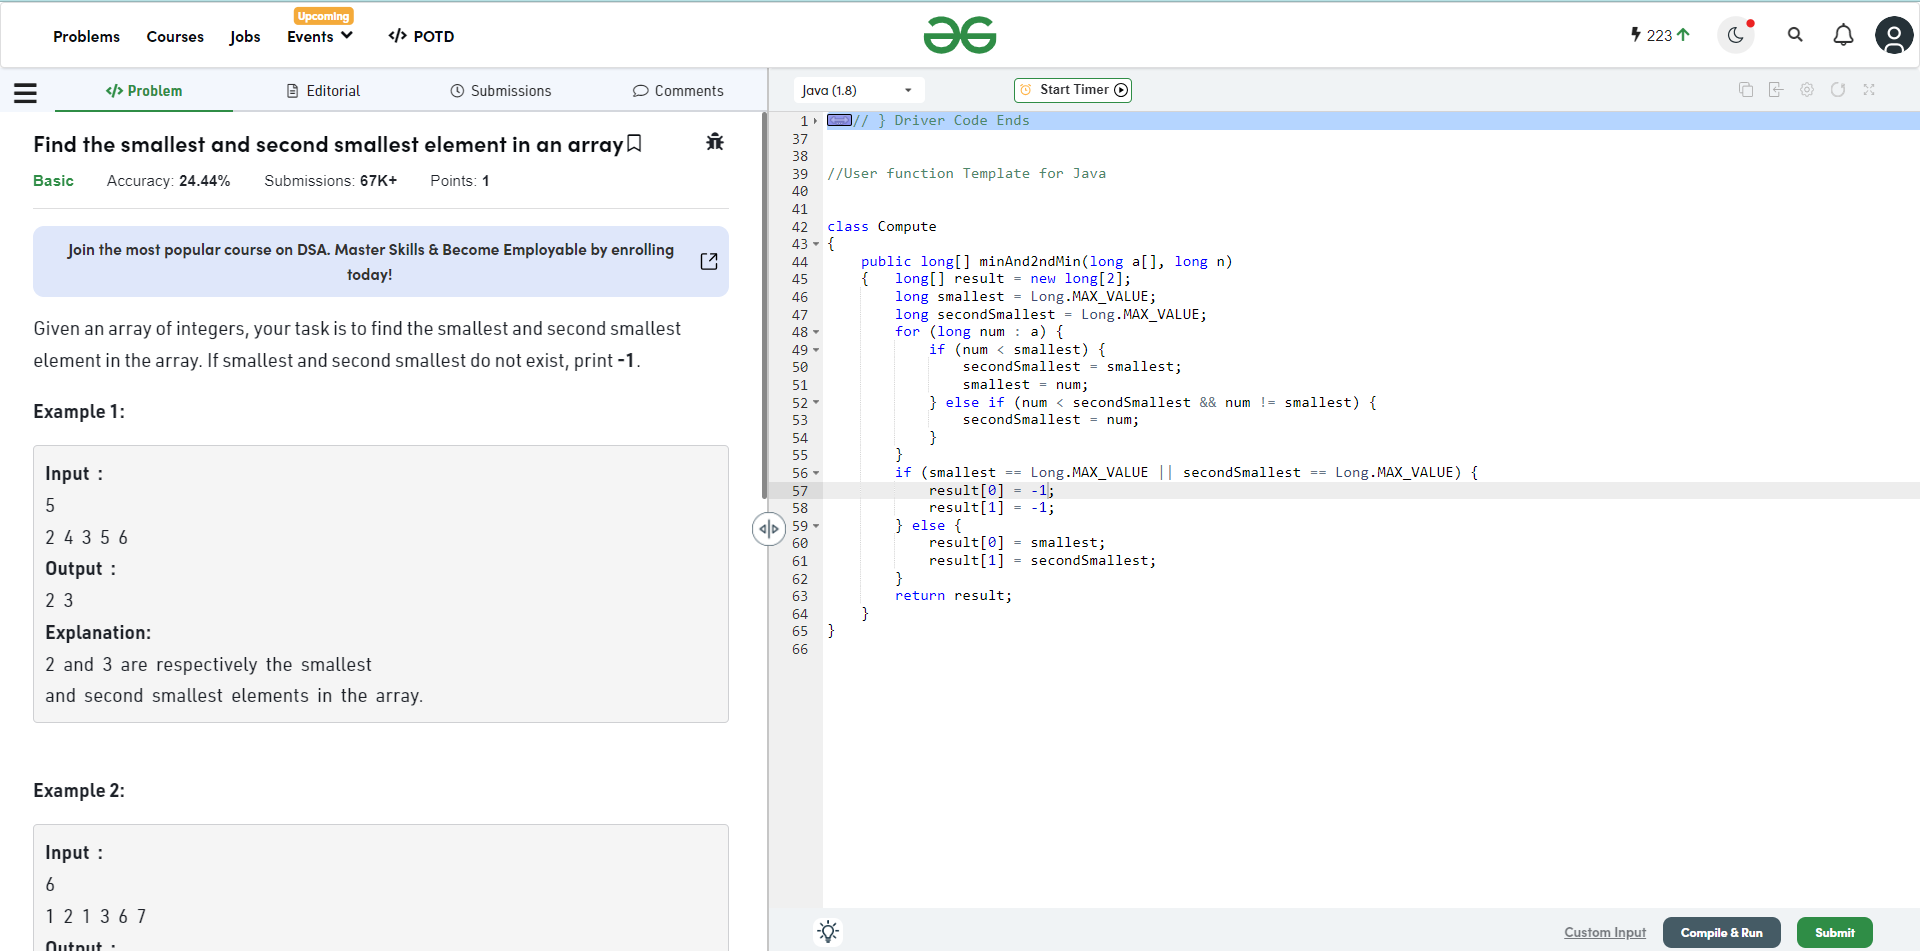 Problems Courses Jobs Upcoming Events </> POTD
223
</> Problem Editorial Submissions Comments
Find the smallest and second smallest element in an array
Basic Accuracy: 24.44% Submissions: 67K+ Points: 1
Join the most popular course on DSA. Master Skills & Become Employable by enrolling
today!
Given an array of integers, your task is to find the smallest and second smallest
element in the array. If smallest and second smallest do not exist, print -1.
Example 1:
Input :
5
2 4 3 5 6
Output :
2 3
Explanation:
2 and 3 are respectively the smallest
and second smallest elements in the array.
Example 2:
Input :
6
1 2 1 3 6 7
Output :
Java (1.8) Start Timer
1 // } Driver Code Ends
37
38
39 //User function Template for Java
40
41
42 class Compute
43 {
44     public long[] minAnd2ndMin(long a[], long n)
45     {   long[] result = new long[2];
46         long smallest = Long.MAX_VALUE;
47         long secondSmallest = Long.MAX_VALUE;
48         for (long num : a) {
49             if (num < smallest) {
50                 secondSmallest = smallest;
51                 smallest = num;
52             } else if (num < secondSmallest && num != smallest) {
53                 secondSmallest = num;
54             }
55         }
56         if (smallest == Long.MAX_VALUE || secondSmallest == Long.MAX_VALUE) {
57             result[0] = -1;
58             result[1] = -1;
59         } else {
60             result[0] = smallest;
61             result[1] = secondSmallest;
62         }
63         return result;
64     }
65 }
66
Custom Input Compile & Run Submit